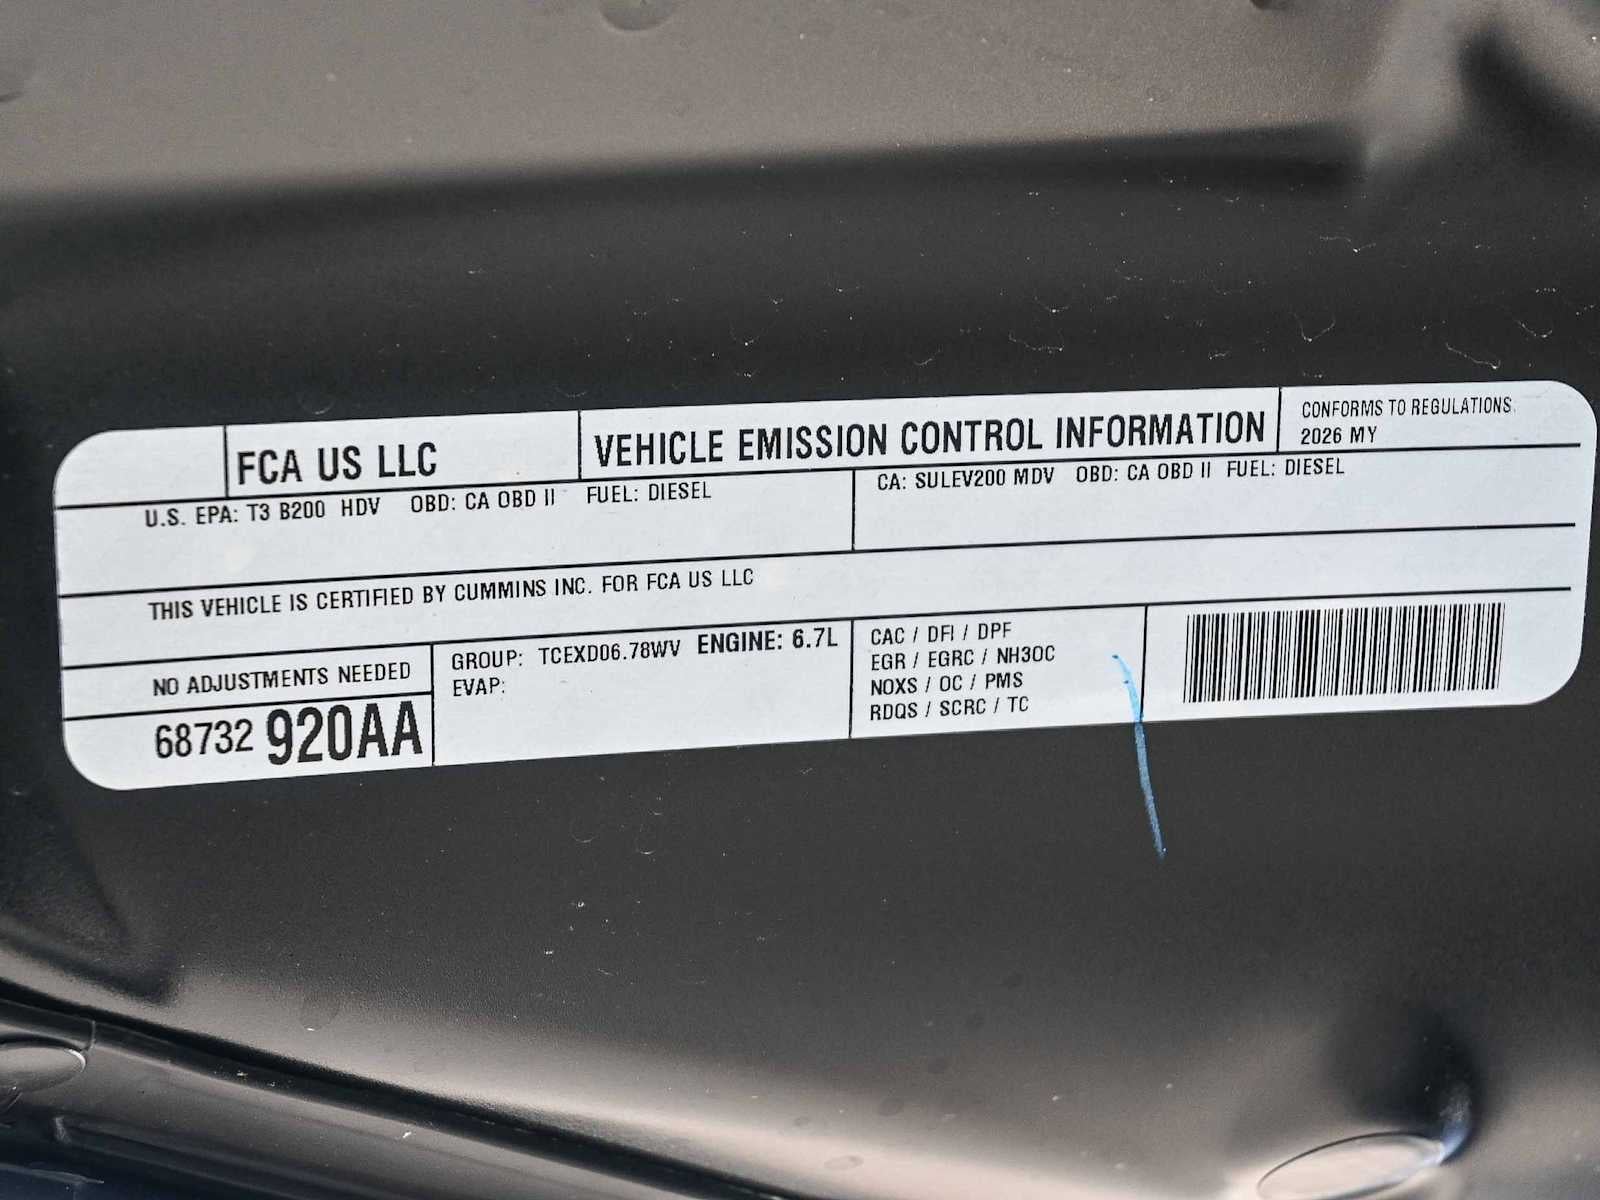 FCA US LLC
VEHICLE EMISSION CONTROL INFORMATION
CONFORMS TO REGULATIONS:
2026 MY
U.S. EPA: T3 B200 HDV OBD: CA OBD II FUEL: DIESEL
CA: SULEV200 MDV OBD: CA OBD II FUEL: DIESEL
THIS VEHICLE IS CERTIFIED BY CUMMINS INC. FOR FCA US LLC
NO ADJUSTMENTS NEEDED
68732 920AA
GROUP: TCEXD06.78WV ENGINE: 6.7L
EVAP:
CAC / DFI / DPF
EGR / EGRC / NH3OC
NOXS / OC / PMS
RDQS / SCRC / TC